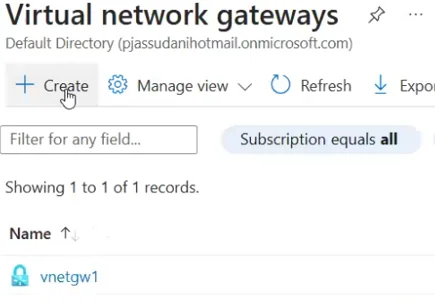 Virtual network gateways
Default Directory (pjassudanihotmail.onmicrosoft.com)
Create Manage view Refresh
Filter for any field... Subscription equals all
Showing 1 to 1 of 1 records.
Name
vnetgw1